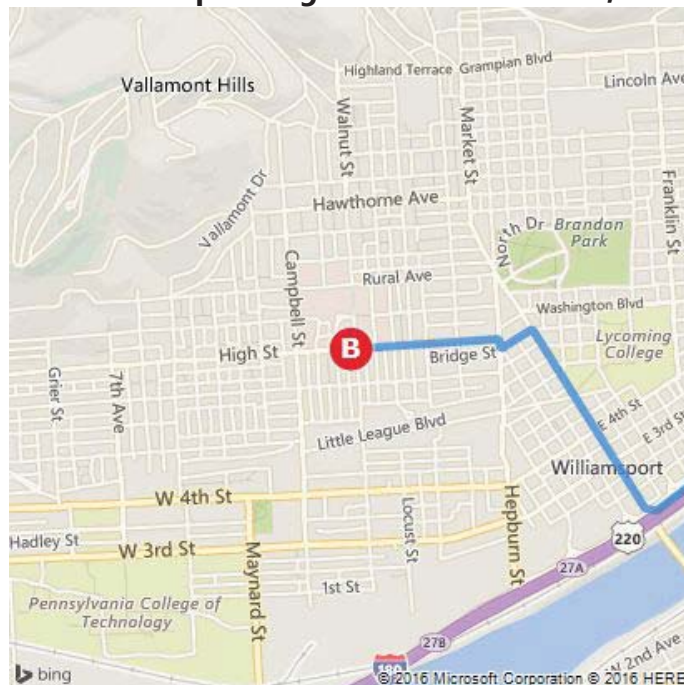 Highland Terrace Grampian Blvd
Vallamont Hills
Lincoln Ave
Walnut St
Market St
Franklin St
Vallamont Dr
Hawthorne Ave
North Dr
Brandon
Park
Campbell St
Rural Ave
Washington Blvd
Lycoming
College
High St
B
Bridge St
Grier St
7th Ave
E 4th St
E 3rd St
Little League Blvd
Williamsport
W 4th St
Hepburn St
Locust St
220
Hadley St
W 3rd St
Maynard St
27A
1st St
Pennsylvania College of
Technology
27B
180
W 2nd Ave
bing
© 2016 Microsoft Corporation © 2016 HERE